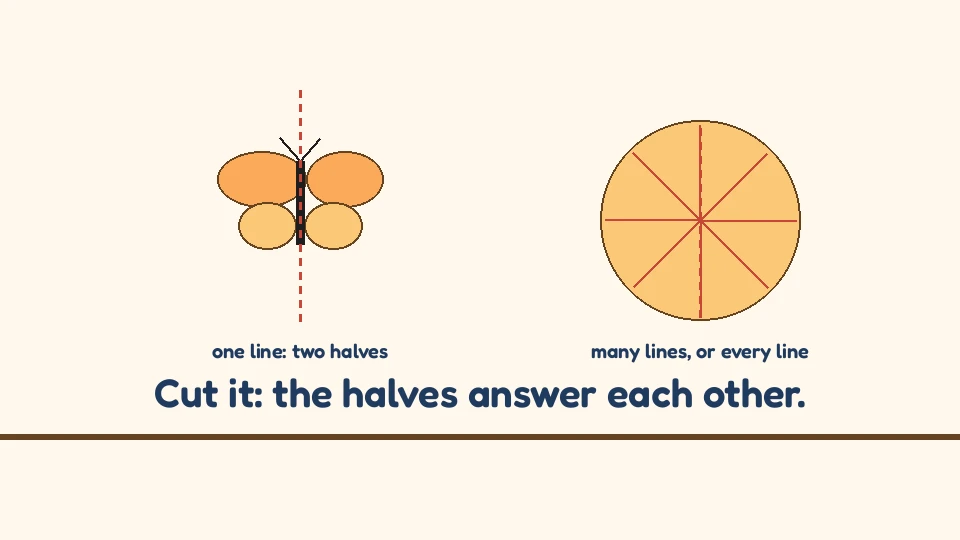 one line: two halves
many lines, or every line
Cut it: the halves answer each other.